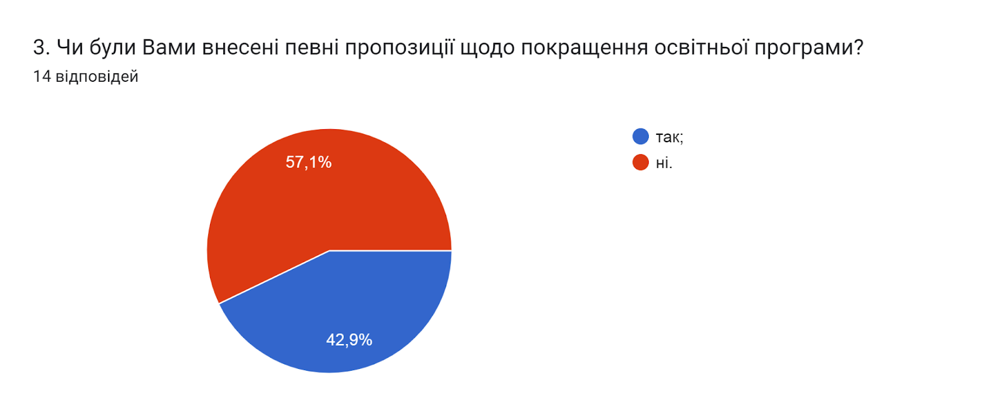 3. Чи були Вами внесені певні пропозиції щодо покращення освітньої програми?
14 відповідей
57,1%
42,9%
так;
ні.